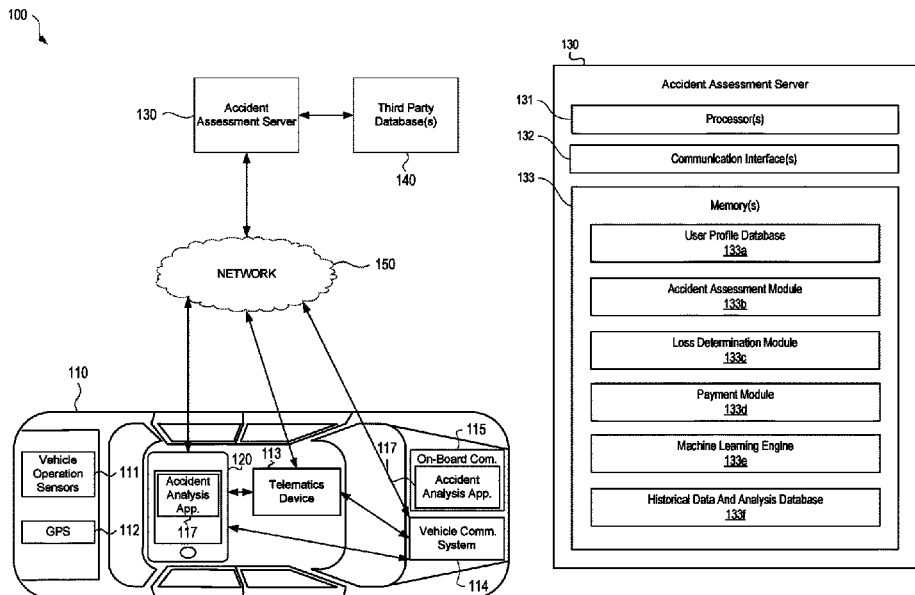 100
130
Accident
Assessment Server
Third Party
Database(s)
140
NETWORK
150
110
Vehicle
Operation
Sensors
111
GPS
112
120
Accident
Analysis
App.
117
113
Telematics
Device
117
115
On-Board Com.
Accident
Analysis App.
Vehicle Comm.
System
114
130
Accident Assessment Server
131
Processor(s)
132
Communication Interface(s)
133
Memory(s)
User Profile Database
133a
Accident Assessment Module
133b
Loss Determination Module
133c
Payment Module
133d
Machine Learning Engine
133e
Historical Data And Analysis Database
133f